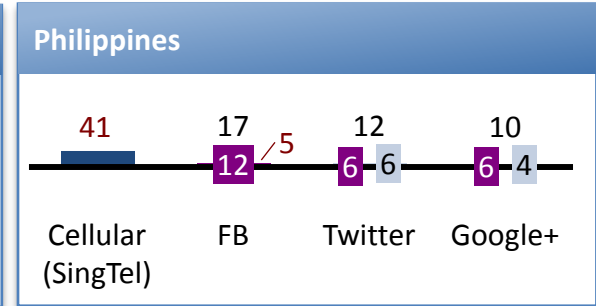 Philippines
41 17 12 10
5
12 6 6 6 4
Cellular FB Twitter Google+
(SingTel)